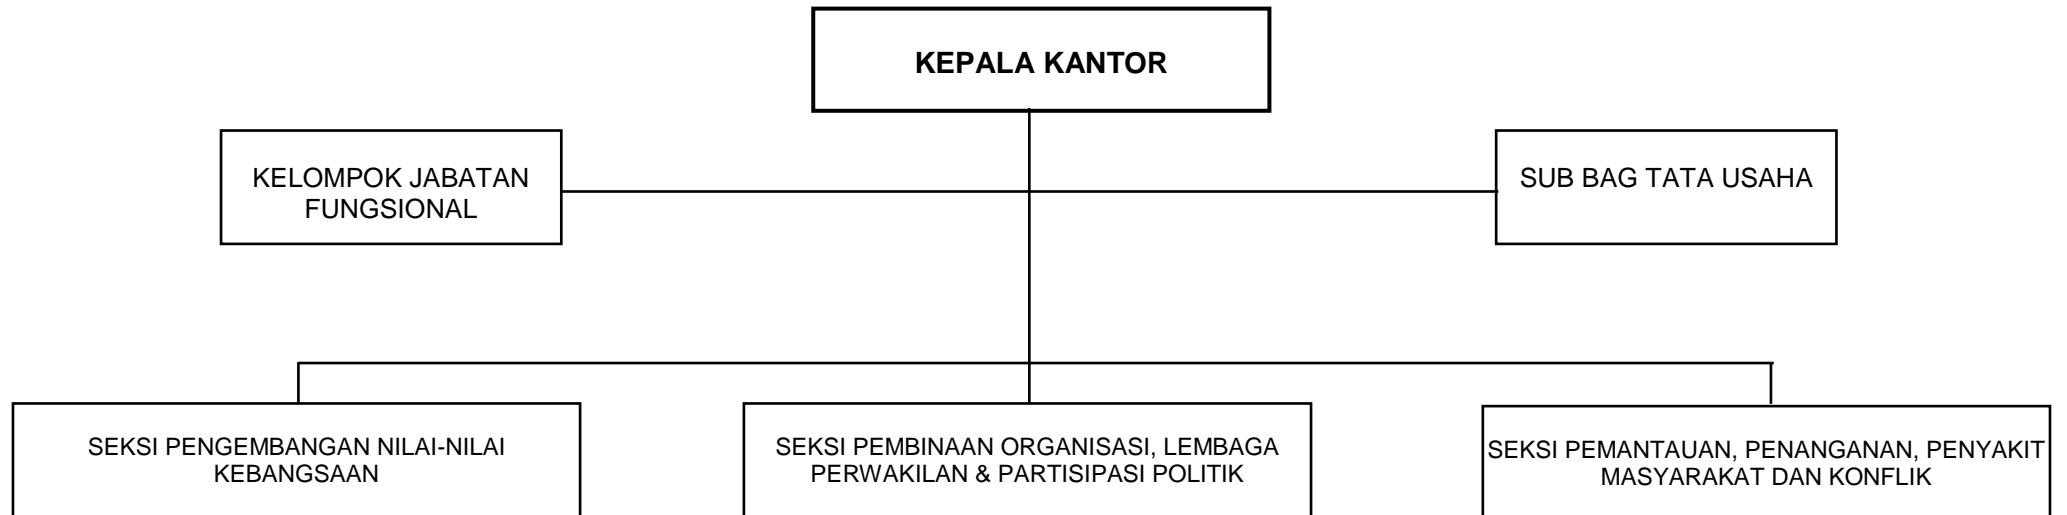 KEPALA KANTOR
KELOMPOK JABATAN
FUNGSIONAL
SUB BAG TATA USAHA
SEKSI PENGEMBANGAN NILAI-NILAI
KEBANGSAAN
SEKSI PEMBINAAN ORGANISASI, LEMBAGA
PERWAKILAN & PARTISIPASI POLITIK
SEKSI PEMANTAUAN, PENANGANAN, PENYAKIT
MASYARAKAT DAN KONFLIK